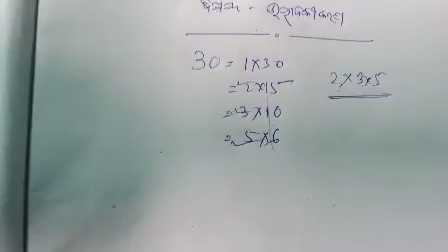 30 = 1×30
= 2×15
2×3×5
= 3×10
= 5×6